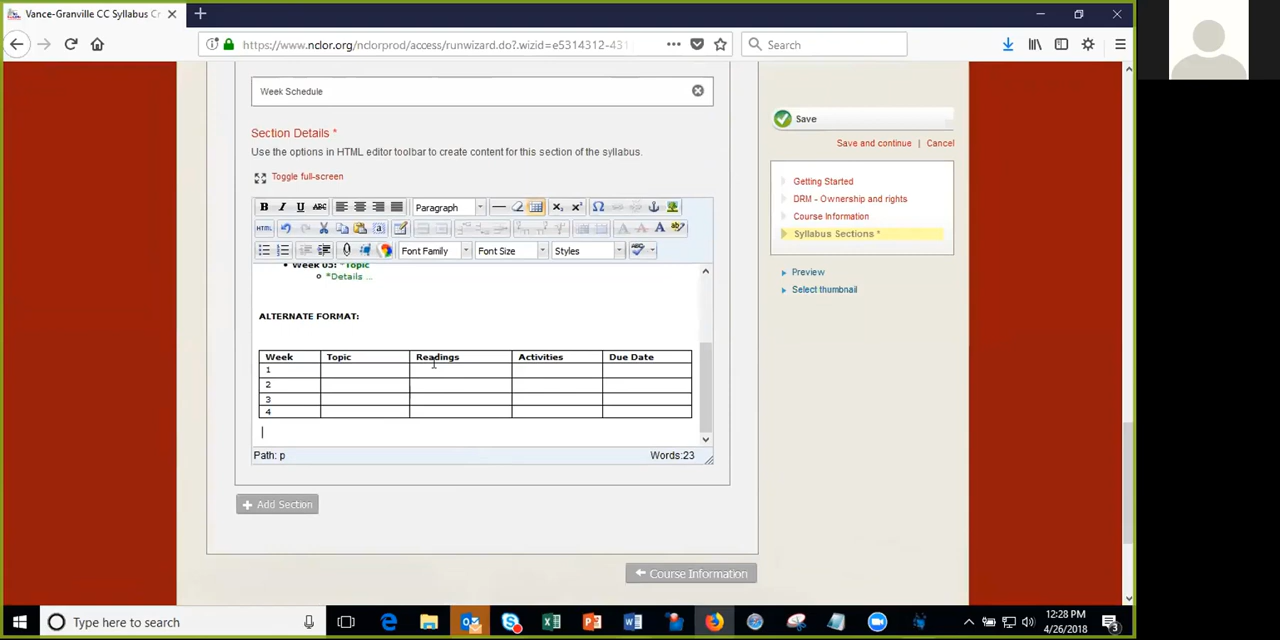 Vance-Granville CC Syllabus Cr
https://www.nclor.org/nclorprod/access/runwizard.do?.wizid=e5314312-431
Search
Week Schedule
Section Details *
Use the options in HTML editor toolbar to create content for this section of the syllabus.
Toggle full-screen
B I U ABC Paragraph
HTML
Font Family Font Size Styles
Week 03: *Topic
*Details ...
ALTERNATE FORMAT:
Week Topic Readings Activities Due Date
1
2
3
4
Path: p Words:23
Add Section
Course Information
Save
Save and continue | Cancel
Getting Started
DRM - Ownership and rights
Course Information
Syllabus Sections *
Preview
Select thumbnail
Type here to search
12:28 PM
4/26/2018
3